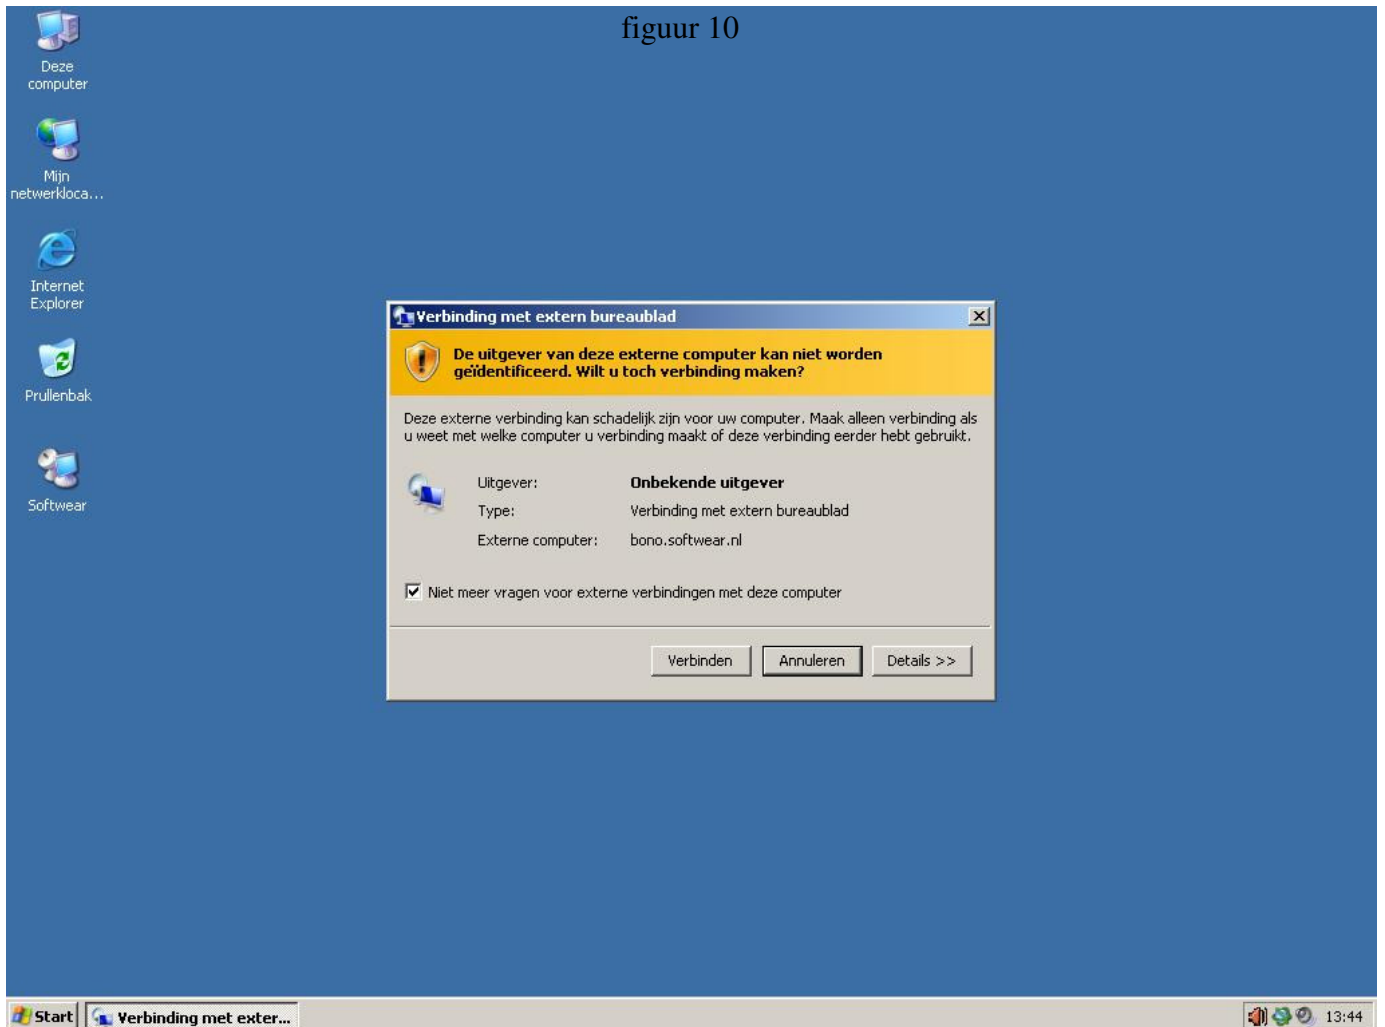 figuur 10
Deze
computer
Mijn
netwerkloca...
Internet
Explorer
Prullenbak
Softwear
Verbinding met extern bureaublad
De uitgever van deze externe computer kan niet worden
geïdentificeerd. Wilt u toch verbinding maken?
Deze externe verbinding kan schadelijk zijn voor uw computer. Maak alleen verbinding als
u weet met welke computer u verbinding maakt of deze verbinding eerder hebt gebruikt.
Uitgever: Onbekende uitgever
Type: Verbinding met extern bureaublad
Externe computer: bono.softwear.nl
Niet meer vragen voor externe verbindingen met deze computer
Verbinden Annuleren Details >>
Start Verbinding met exter... 13:44